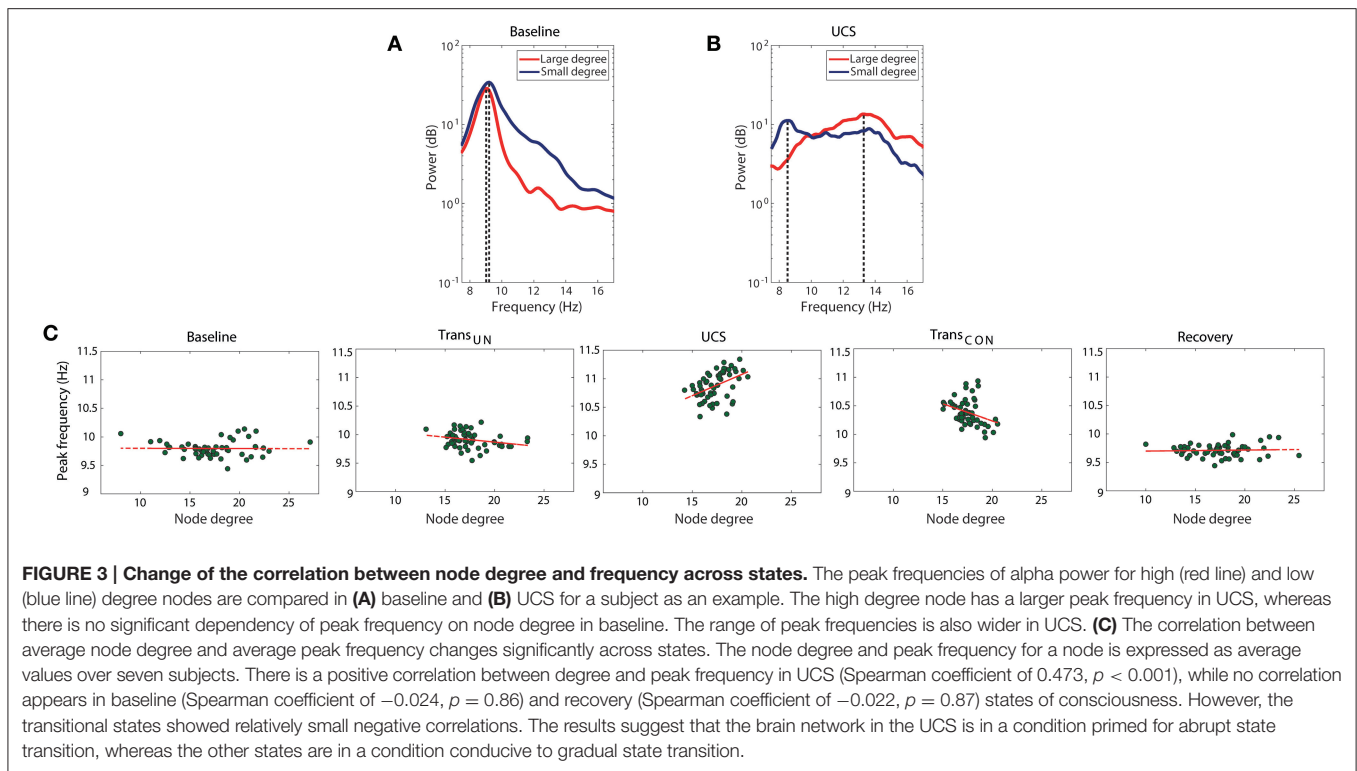 A
Baseline
10²
10¹
10⁰
10⁻¹
Power (dB)
Large degree
Small degree
8
10
12
14
16
Frequency (Hz)
B
UCS
10²
10¹
10⁰
10⁻¹
Power (dB)
Large degree
Small degree
8
10
12
14
16
Frequency (Hz)
C
Baseline
11.5
11
10.5
10
9.5
9
Peak frequency (Hz)
10
15
20
25
Node degree
Trans UN
11.5
11
10.5
10
9.5
9
10
15
20
25
Node degree
UCS
11.5
11
10.5
10
9.5
9
10
15
20
25
Node degree
Trans CON
11.5
11
10.5
10
9.5
9
10
15
20
25
Node degree
Recovery
11.5
11
10.5
10
9.5
9
10
15
20
25
Node degree
FIGURE 3 | Change of the correlation between node degree and frequency across states. The peak frequencies of alpha power for high (red line) and low
(blue line) degree nodes are compared in (A) baseline and (B) UCS for a subject as an example. The high degree node has a larger peak frequency in UCS, whereas
there is no significant dependency of peak frequency on node degree in baseline. The range of peak frequencies is also wider in UCS. (C) The correlation between
average node degree and average peak frequency changes significantly across states. The node degree and peak frequency for a node is expressed as average
values over seven subjects. There is a positive correlation between degree and peak frequency in UCS (Spearman coefficient of 0.473, p < 0.001), while no correlation
appears in baseline (Spearman coefficient of −0.024, p = 0.86) and recovery (Spearman coefficient of −0.022, p = 0.87) states of consciousness. However, the
transitional states showed relatively small negative correlations. The results suggest that the brain network in the UCS is in a condition primed for abrupt state
transition, whereas the other states are in a condition conducive to gradual state transition.